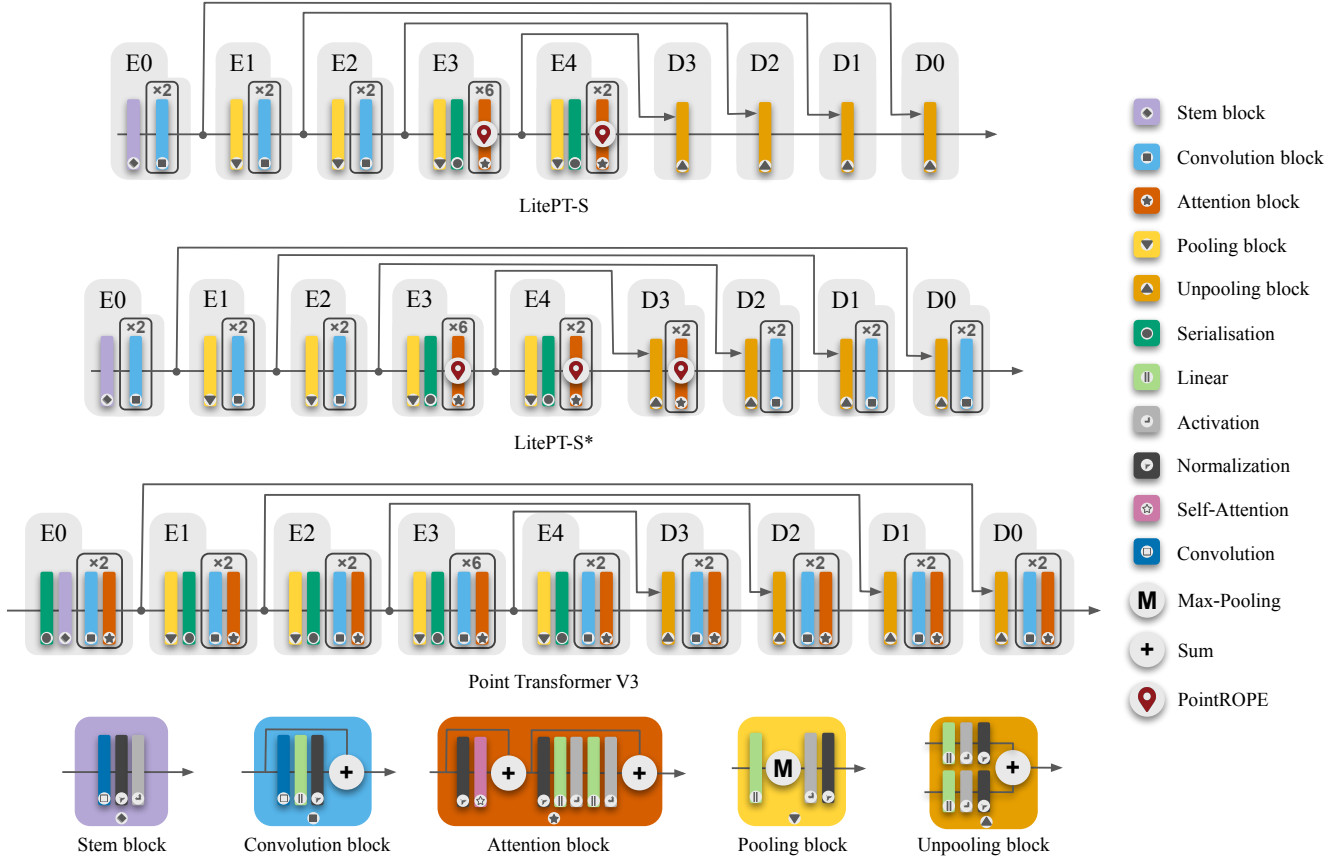 E0 E1 E2 E3 E4 D3 D2 D1 D0
×2 ×2 ×2 ×6 ×2
LitePT-S
E0 E1 E2 E3 E4 D3 D2 D1 D0
×2 ×2 ×2 ×6 ×2 ×2 ×2 ×2 ×2
LitePT-S*
E0 E1 E2 E3 E4 D3 D2 D1 D0
×2 ×2 ×2 ×6 ×2 ×2 ×2 ×2 ×2
Point Transformer V3
M
Stem block
Convolution block
Attention block
Pooling block
Unpooling block
Stem block
Convolution block
Attention block
Pooling block
Unpooling block
Serialisation
Linear
Activation
Normalization
Self-Attention
Convolution
M Max-Pooling
+ Sum
PointROPE